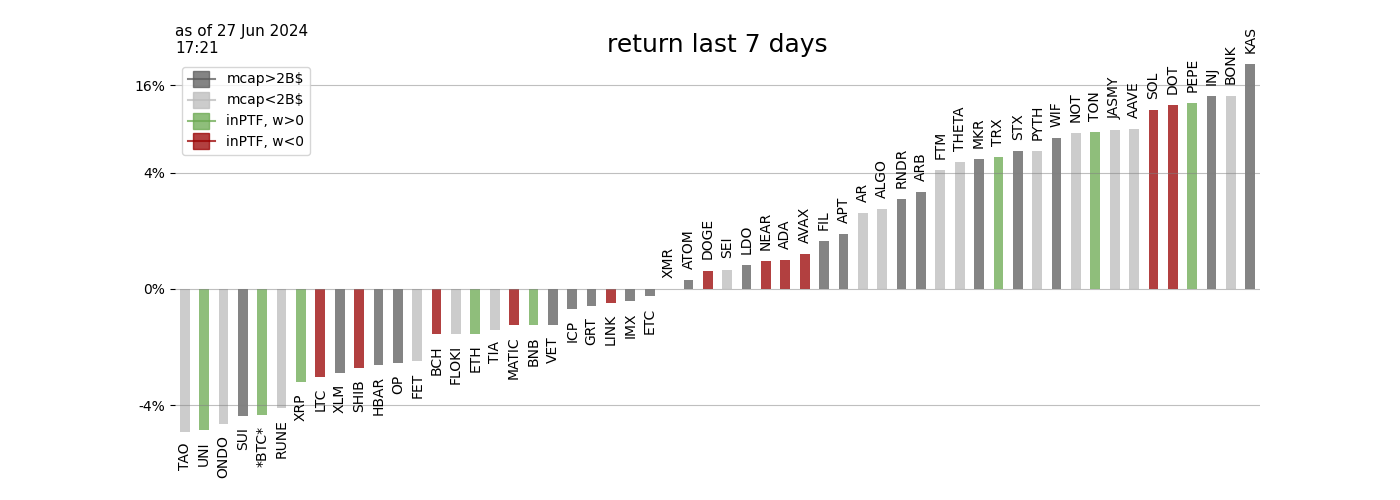 as of 27 Jun 2024
17:21
return last 7 days
mcap>2B$
mcap<2B$
inPTF, w>0
inPTF, w<0
16%
4%
0%
-4%
TAO
UNI
ONDO
SUI
*BTC*
RUNE
XRP
LTC
XLM
SHIB
HBAR
OP
FET
BCH
FLOKI
ETH
TIA
MATIC
BNB
VET
ICP
GRT
LINK
IMX
ETC
XMR
ATOM
DOGE
SEI
LDO
NEAR
ADA
AVAX
FIL
APT
AR
ALGO
RNDR
ARB
FTM
THETA
MKR
TRX
STX
PYTH
WIF
NOT
TON
JASMY
AAVE
SOL
DOT
PEPE
INJ
BONK
KAS